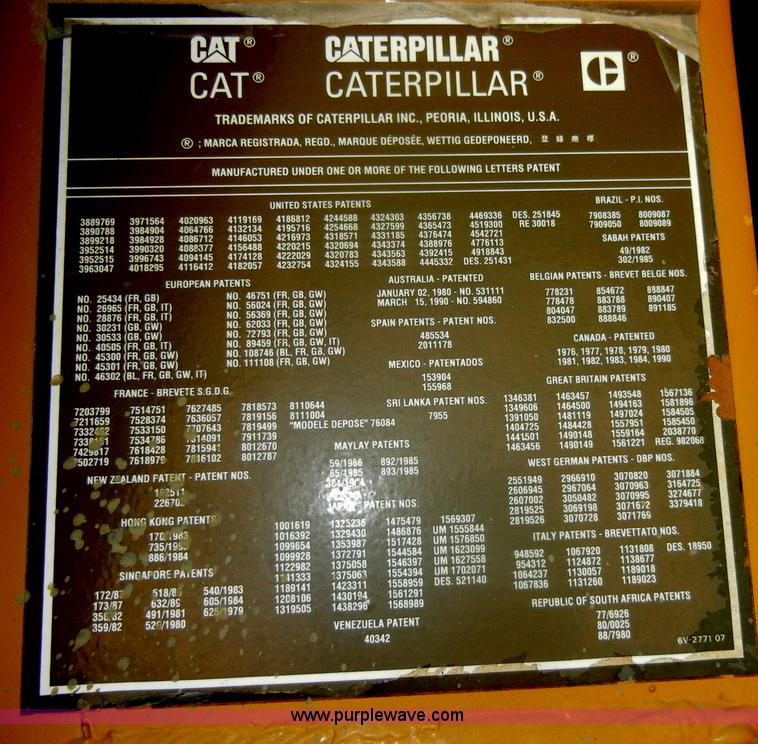 CAT® CATERPILLAR®
CAT® CATERPILLAR® ®
TRADEMARKS OF CATERPILLAR INC., PEORIA, ILLINOIS, U.S.A.
® ; MARCA REGISTRADA, REGD., MARQUE DÉPOSÉE, WETTIG GEDEPONEERD, 登 録 商 標
MANUFACTURED UNDER ONE OR MORE OF THE FOLLOWING LETTERS PATENT
UNITED STATES PATENTS
3889769 3971564 4020963 4119169 4186812 4244588 4324303 4356738 4469336 DES. 251845
3890788 3984904 4064766 4132134 4195716 4254668 4327599 4365473 4519300 RE 30018
3899218 3984928 4086712 4146053 4216973 4318571 4331185 4376474 4542721
3952514 3990320 4088377 4156488 4220215 4320694 4343374 4388976 4776113
3952515 3996743 4094145 4174128 4222029 4320783 4343563 4392415 4918843
3963047 4018295 4116412 4182057 4232754 4324155 4343588 4445332 DES. 251431
BRAZIL - P.I. NOS.
7908385 8009087
7909050 8009089
SABAH PATENTS
49/1982
302/1985
EUROPEAN PATENTS
NO. 25434 (FR, GB)
NO. 26965 (FR, GB, IT)
NO. 28876 (FR, GB, IT)
NO. 30231 (GB, GW)
NO. 30533 (GB, GW)
NO. 40505 (FR, GB, IT)
NO. 45300 (FR, GB, GW)
NO. 45301 (FR, GB, GW)
NO. 46302 (BL, FR, GB, GW, IT)
NO. 46751 (FR, GB, GW)
NO. 56024 (FR, GB, GW)
NO. 56369 (FR, GB, GW)
NO. 62033 (FR, GB, GW)
NO. 72793 (FR, GB, GW)
NO. 89459 (FR, GB, GW, IT)
NO. 108746 (BL, FR, GB, GW)
NO. 111108 (FR, GB, GW)
AUSTRALIA - PATENTED
JANUARY 02, 1980 - NO. 531111
MARCH 15, 1990 - NO. 594860
SPAIN PATENTS - PATENT NOS.
485534
2011178
MEXICO - PATENTADOS
153904
155968
BELGIAN PATENTS - BREVET BELGE NOS.
778231 854672 888847
778478 883788 890407
804047 883789 891185
832500 888846
CANADA - PATENTED
1976, 1977, 1978, 1979, 1980
1981, 1982, 1983, 1984, 1990
FRANCE - BREVETE S.G.D.G
7203799 7514751 7627485 7818573 8110644
7211659 7528374 7636057 7819156 8111004
7533150 7707643 7819499 "MODELE DEPOSE" 76084
7534786 7911739
7618428 7815941 8012670
7502719 7618979 7816102 8012787
SRI LANKA PATENT NOS.
7955
GREAT BRITAIN PATENTS
1346381 1463457 1493548 1567136
1349606 1464500 1494163 1581896
1391050 1471119 1497024 1584505
1404725 1484428 1557951 1585450
1441501 1490148 1559164 2038770
1463456 1490149 1561221 REG. 982068
MAYLAY PATENTS
59/1966 892/1985
65/1985 893/1985
NEW ZEALAND PATENT - PATENT NOS.
WEST GERMAN PATENTS - DBP NOS.
2551949 2966910 3070820 3071884
2606945 2967064 3070963 3164725
2607002 3050482 3070995 3274677
2819525 3069198 3071672 3379418
2819526 3070728 3071769
HONG KONG PATENTS
886/1984
PATENT NOS.
1001619 1325236 1475479 1569307
1016392 1329430 1486876 UM 1555844
1099654 1353987 1517428 UM 1576850
1099928 1372791 1544584 UM 1623099
1122982 1375058 1546397 UM 1627558
1375063 1554394 UM 1702071
1189141 1423311 1558959 DES. 521140
1208106 1430194 1561291
1319505 1438296 1568989
SINGAPORE PATENTS
540/1983
605/1984
491/1981
359/82
VENEZUELA PATENT
40342
ITALY PATENTS - BREVETTATO NOS.
948592 1067920 1131808 DES. 18950
954312 1124872 1138677
1064237 1130057 1189018
1067836 1131260 1189023
REPUBLIC OF SOUTH AFRICA PATENTS
77/6926
80/0025
88/7980
6V-2771 07
www.purplewave.com